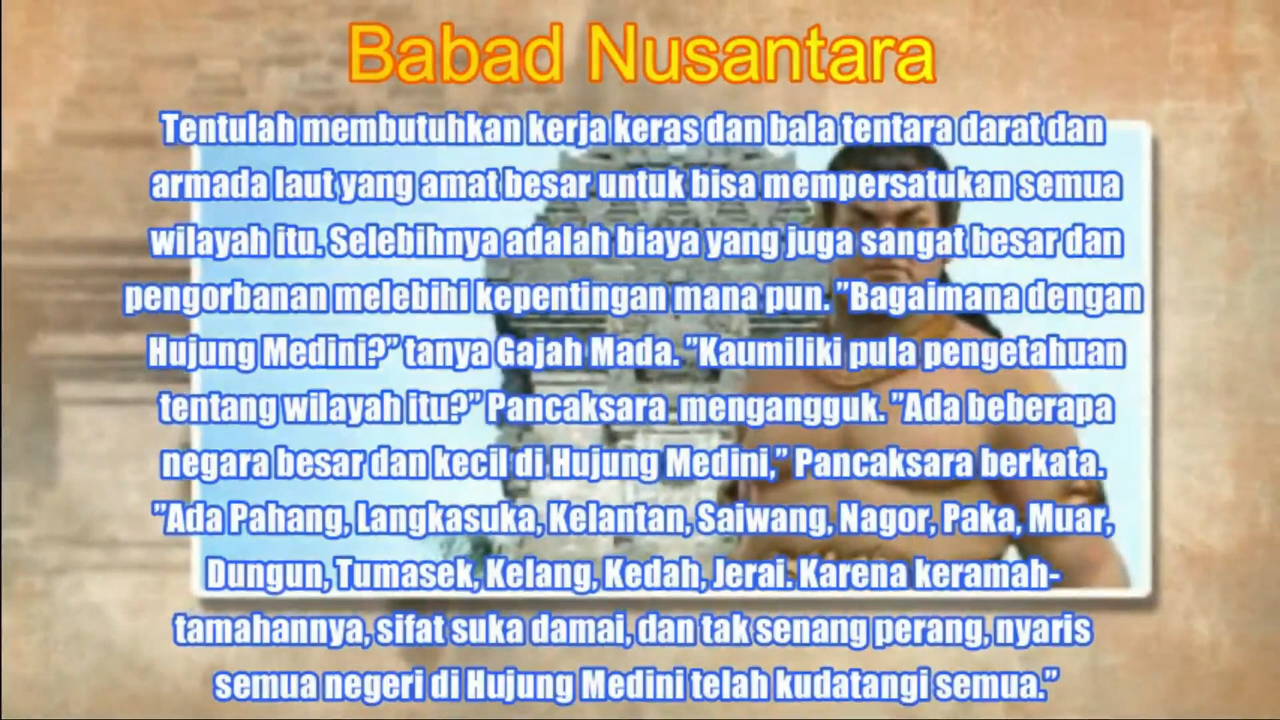 Babad Nusantara
Tentulah membutuhkan kerja keras dan bala tentara darat dan
armada laut yang amat besar untuk bisa mempersatukan semua
wilayah itu. Selebihnya adalah biaya yang juga sangat besar dan
pengorbanan melebihi kepentingan mana pun. ”Bagaimana dengan
Hujung Medini?” tanya Gajah Mada. ”Kaumiliki pula pengetahuan
tentang wilayah itu?” Pancaksara mengangguk. ”Ada beberapa
negara besar dan kecil di Hujung Medini,” Pancaksara berkata.
”Ada Pahang, Langkasuka, Kelantan, Saiwang, Nagor, Paka, Muar,
Dungun, Tumasek, Kelang, Kedah, Jerai. Karena keramah-
tamahannya, sifat suka damai, dan tak senang perang, nyaris
semua negeri di Hujung Medini telah kudatangi semua.”